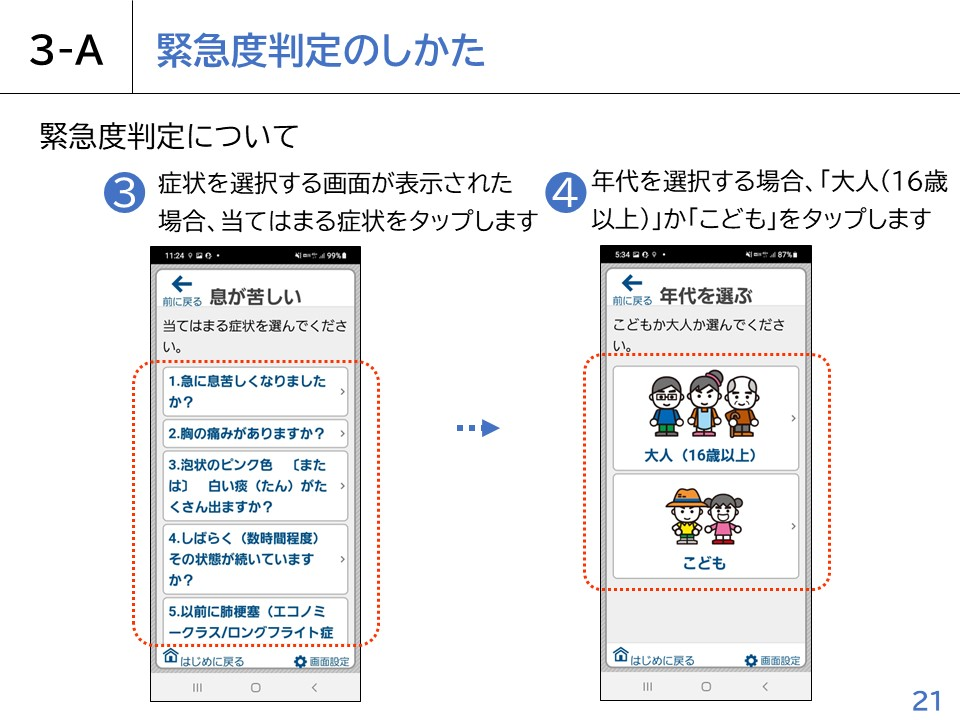 3-A
緊急度判定のしかた
緊急度判定について
3
症状を選択する画面が表示された
場合、当てはまる症状をタップします
4
年代を選択する場合、「大人（16歳
以上）」か「こども」をタップします
11:24
99%
前に戻る
息が苦しい
当てはまる症状を選んでくださ
い。
1.急に息苦しくなりました
か？
2.胸の痛みがありますか？
3.泡状のピンク色　〔また
は〕　白い痰（たん）がた
くさん出ますか？
4.しばらく（数時間程度）
その状態が続いています
か？
5.以前に肺梗塞（エコノミ
ークラス/ロングフライト症
はじめに戻る
画面設定
5:34
87%
前に戻る
年代を選ぶ
こどもか大人か選んでくださ
い。
大人（16歳以上）
こども
はじめに戻る
画面設定
21